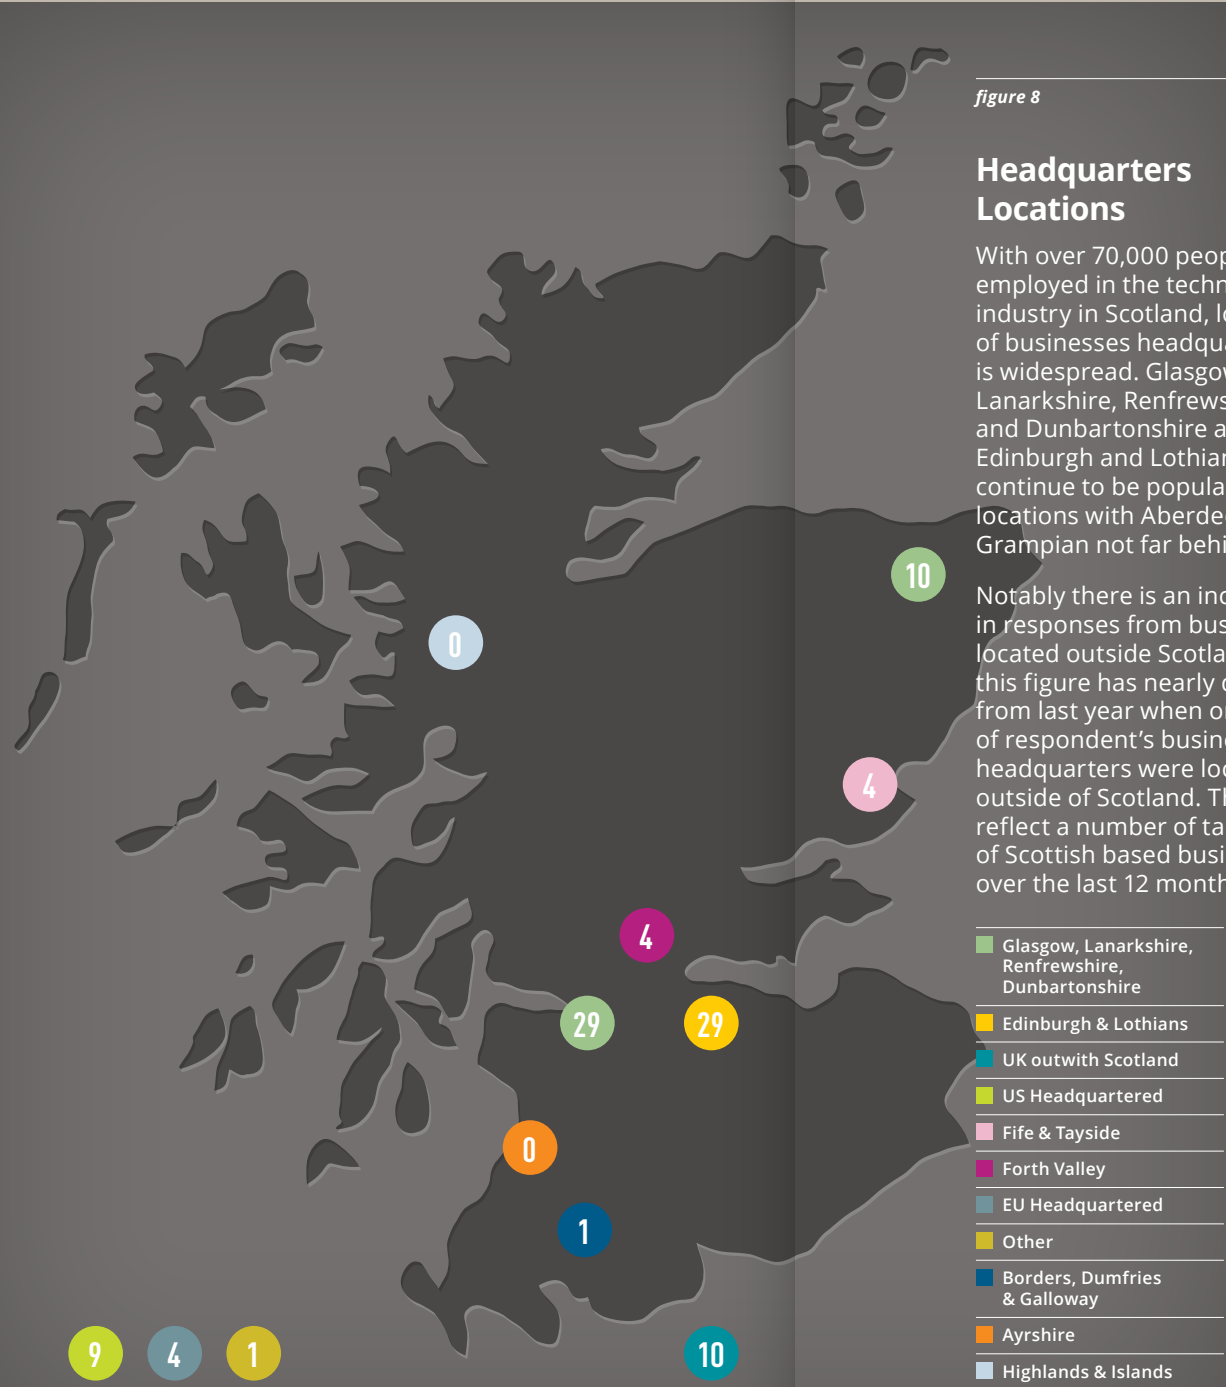 figure 8
Headquarters
Locations
With over 70,000 peop
employed in the techn
industry in Scotland, lo
of businesses headqua
is widespread. Glasgow
Lanarkshire, Renfrews
and Dunbartonshire a
Edinburgh and Lothian
continue to be popula
locations with Aberde
Grampian not far behi
Notably there is an inc
in responses from bus
located outside Scotla
this figure has nearly
from last year when o
of respondent’s busin
headquarters were loc
outside of Scotland. Th
reflect a number of ta
of Scottish based busi
over the last 12 month
10
0
4
4
29
29
0
1
9
4
1
10
Glasgow, Lanarkshire,
Renfrewshire,
Dunbartonshire
Edinburgh & Lothians
UK outwith Scotland
US Headquartered
Fife & Tayside
Forth Valley
EU Headquartered
Other
Borders, Dumfries
& Galloway
Ayrshire
Highlands & Islands